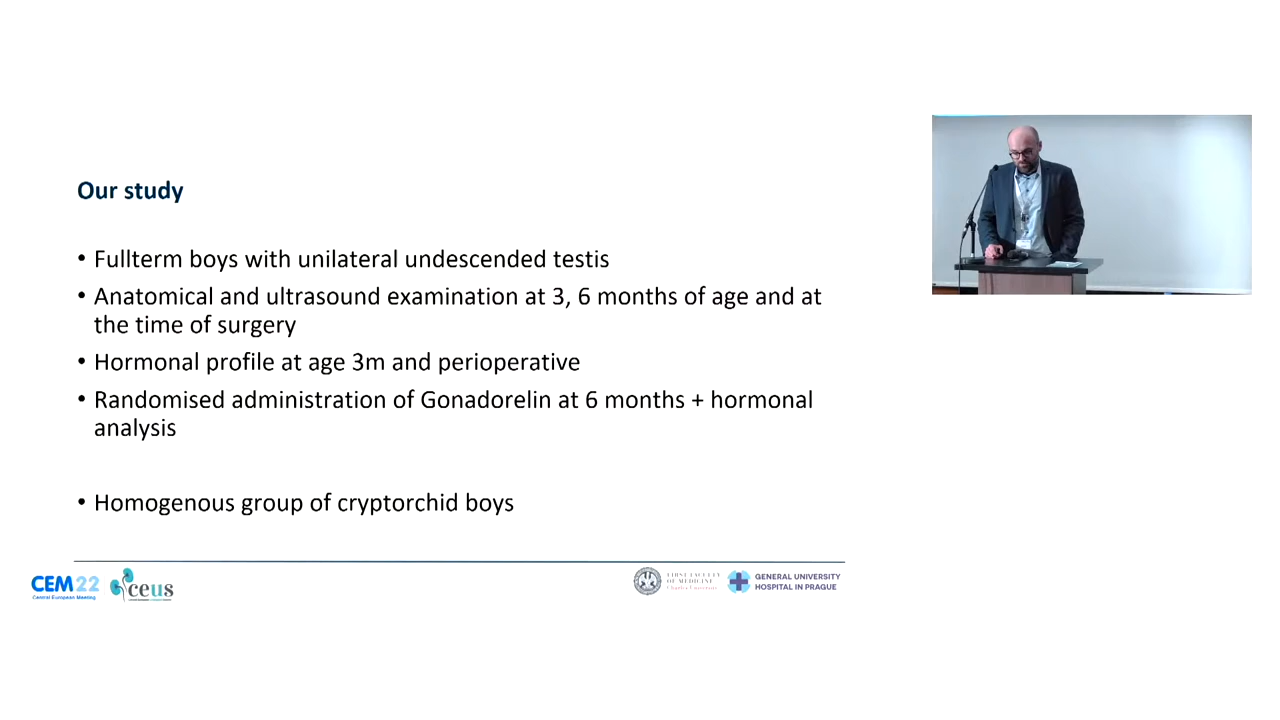 Our study
• Fullterm boys with unilateral undescended testis
• Anatomical and ultrasound examination at 3, 6 months of age and at
the time of surgery
• Hormonal profile at age 3m and perioperative
• Randomised administration of Gonadorelin at 6 months + hormonal
analysis
• Homogenous group of cryptorchid boys
CEM22
Central European Meeting
ceus
FIRST FACULTY
OF MEDICINE
Charles University
GENERAL UNIVERSITY
HOSPITAL IN PRAGUE